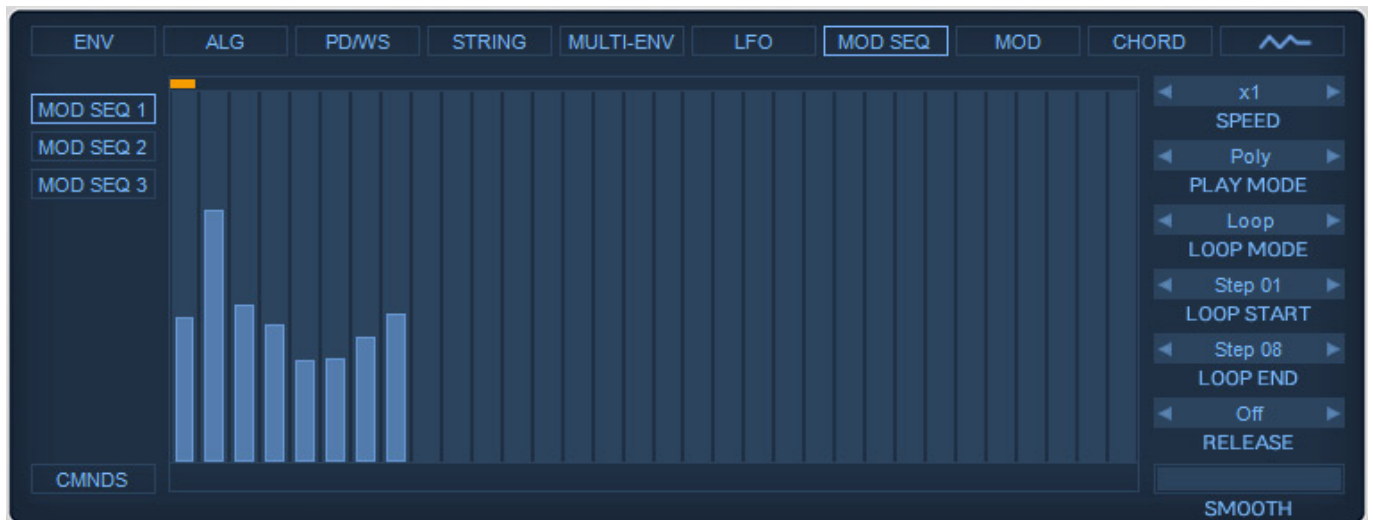 ENV ALG PD/WS STRING MULTI-ENV LFO MOD SEQ MOD CHORD
MOD SEQ 1
MOD SEQ 2
MOD SEQ 3
CMNDS
x1
SPEED
Poly
PLAY MODE
Loop
LOOP MODE
Step 01
LOOP START
Step 08
LOOP END
Off
RELEASE
SMOOTH